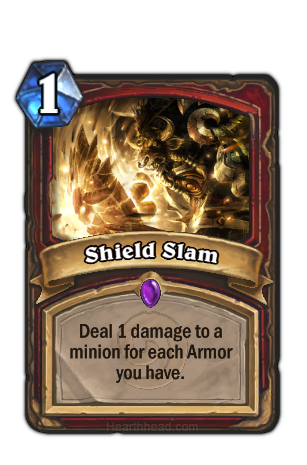 1
Shield Slam
Deal 1 damage to a
minion for each Armor
you have.
Hearthhead.com